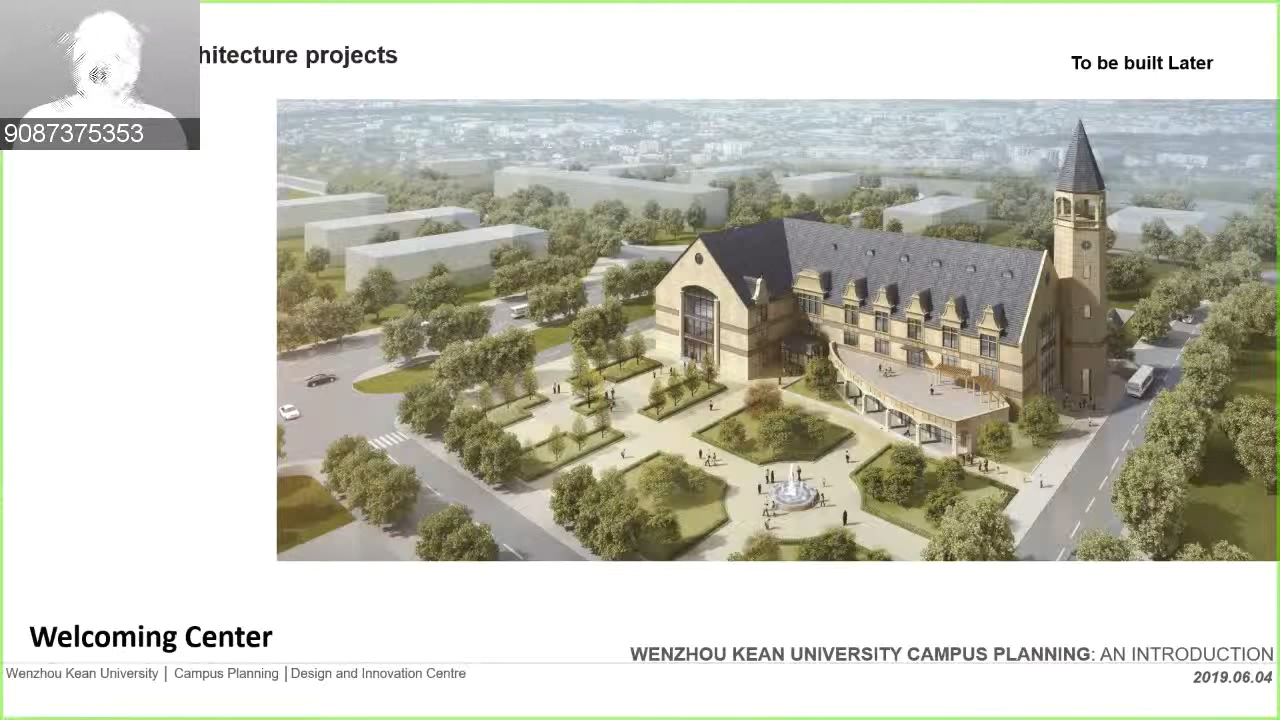 hitecture projects
To be built Later
9087375353
Welcoming Center
WENZHOU KEAN UNIVERSITY CAMPUS PLANNING: AN INTRODUCTION
Wenzhou Kean University │ Campus Planning │Design and Innovation Centre
2019.06.04